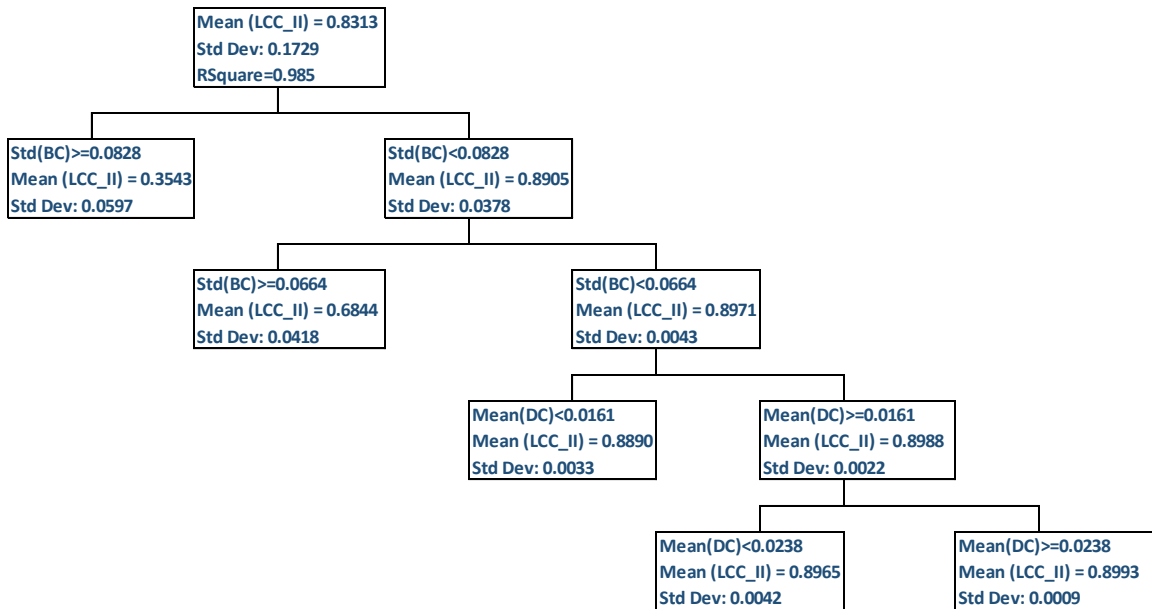 Mean (LCC_II) = 0.8313
Std Dev: 0.1729
RSquare=0.985
Std(BC)>=0.0828
Mean (LCC_II) = 0.3543
Std Dev: 0.0597
Std(BC)<0.0828
Mean (LCC_II) = 0.8905
Std Dev: 0.0378
Std(BC)>=0.0664
Mean (LCC_II) = 0.6844
Std Dev: 0.0418
Std(BC)<0.0664
Mean (LCC_II) = 0.8971
Std Dev: 0.0043
Mean(DC)<0.0161
Mean (LCC_II) = 0.8890
Std Dev: 0.0033
Mean(DC)>=0.0161
Mean (LCC_II) = 0.8988
Std Dev: 0.0022
Mean(DC)<0.0238
Mean (LCC_II) = 0.8965
Std Dev: 0.0042
Mean(DC)>=0.0238
Mean (LCC_II) = 0.8993
Std Dev: 0.0009